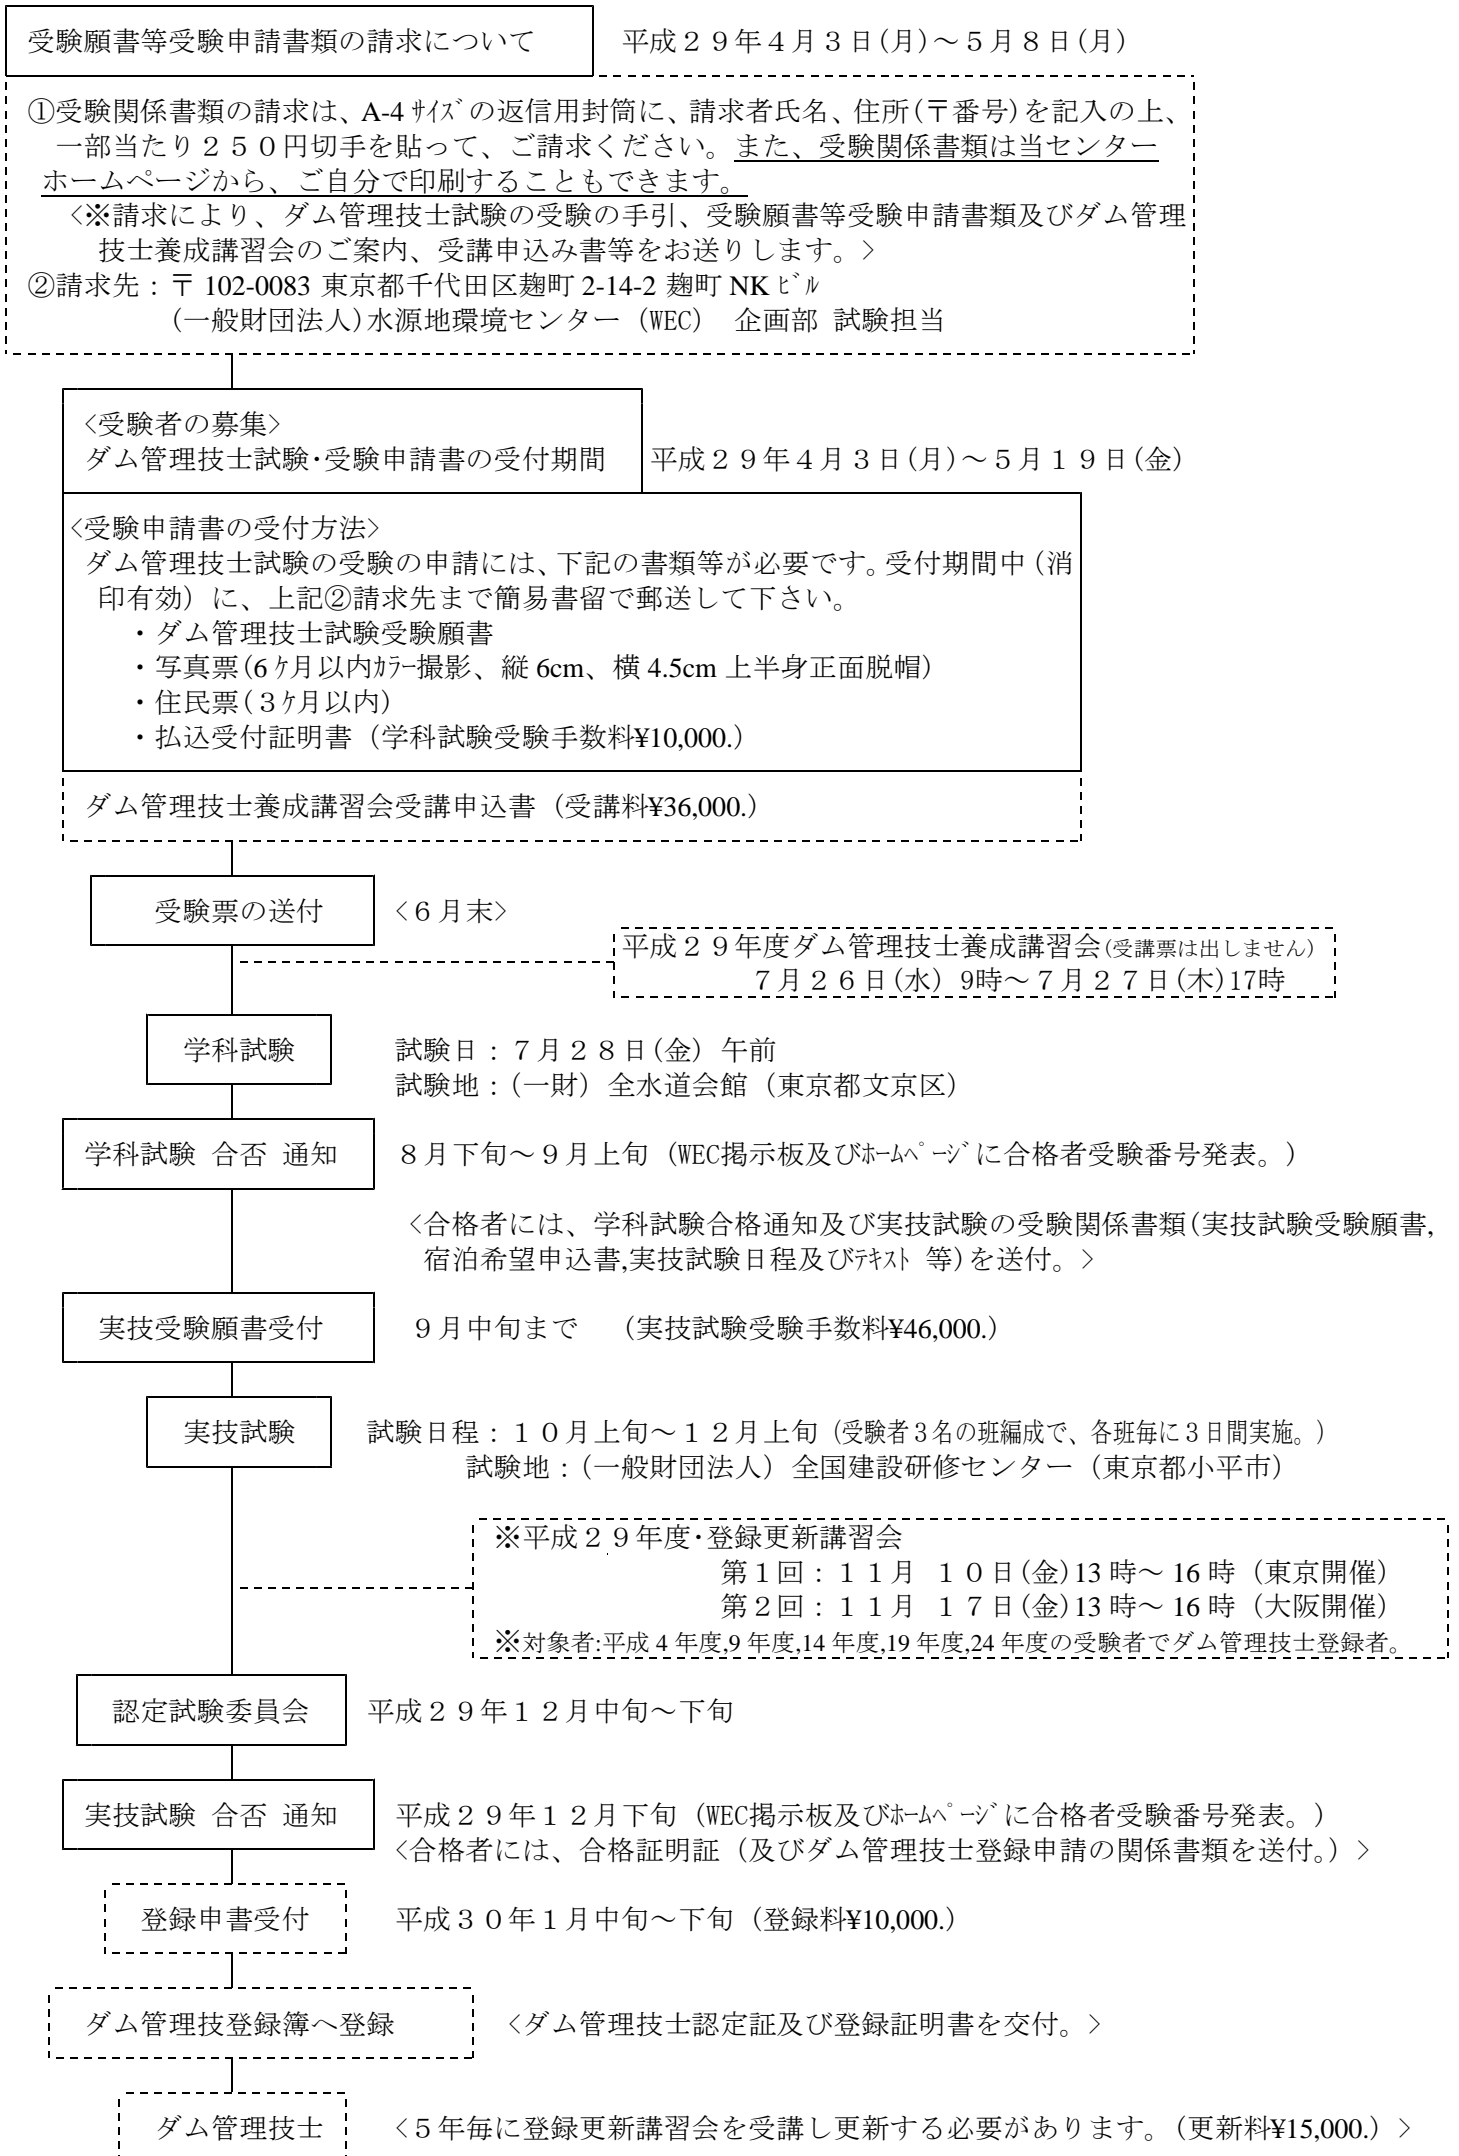 受験願書等受験申請書類の請求について　平成２９年４月３日(月)～５月８日(月)
①受験関係書類の請求は、A-4ｻｲｽﾞの返信用封筒に、請求者氏名、住所(〒番号)を記入の上、
一部当たり２５０円切手を貼って、ご請求ください。また、受験関係書類は当センター
ホームページから、ご自分で印刷することもできます。
<※請求により、ダム管理技士試験の受験の手引、受験願書等受験申請書類及びダム管理
技士養成講習会のご案内、受講申込み書等をお送りします。>
②請求先：〒102-0083 東京都千代田区麹町2-14-2 麹町NKﾋﾞﾙ
(一般財団法人)水源地環境センター（WEC） 企画部 試験担当
<受験者の募集>
ダム管理技士試験･受験申請書の受付期間　平成２９年４月３日(月)～５月１９日(金)
<受験申請書の受付方法>
ダム管理技士試験の受験の申請には、下記の書類等が必要です。受付期間中（消
印有効）に、上記②請求先まで簡易書留で郵送して下さい。
・ダム管理技士試験受験願書
・写真票(6ｹ月以内ｶﾗｰ撮影、縦6cm、横4.5cm上半身正面脱帽)
・住民票(３ｹ月以内)
・払込受付証明書（学科試験受験手数料¥10,000.）
ダム管理技士養成講習会受講申込書（受講料¥36,000.）
受験票の送付　<６月末>
平成２９年度ダム管理技士養成講習会(受講票は出しません)
７月２６日(水) 9時～７月２７日(木)17時
学科試験　試験日：７月２８日(金) 午前
試験地：(一財) 全水道会館（東京都文京区）
学科試験 合否 通知　８月下旬～９月上旬（WEC掲示板及びﾎｰﾑﾍﾟｰｼﾞに合格者受験番号発表。）
<合格者には、学科試験合格通知及び実技試験の受験関係書類(実技試験受験願書,
宿泊希望申込書,実技試験日程及びﾃｷｽﾄ 等)を送付。>
実技受験願書受付　９月中旬まで　（実技試験受験手数料¥46,000.）
実技試験　試験日程：１０月上旬～１２月上旬（受験者３名の班編成で、各班毎に３日間実施。）
試験地：(一般財団法人) 全国建設研修センター（東京都小平市）
※平成２９年度･登録更新講習会
第１回：１１月 １０日(金)13時～16時（東京開催）
第２回：１１月 １７日(金)13時～16時（大阪開催）
※対象者:平成4年度,9年度,14年度,19年度,24年度の受験者でダム管理技士登録者。
認定試験委員会　平成２９年１２月中旬～下旬
実技試験 合否 通知　平成２９年１２月下旬（WEC掲示板及びﾎｰﾑﾍﾟｰｼﾞに合格者受験番号発表。）
<合格者には、合格証明証（及びダム管理技士登録申請の関係書類を送付。）>
登録申書受付　平成３０年１月中旬～下旬（登録料¥10,000.）
ダム管理技登録簿へ登録　<ダム管理技士認定証及び登録証明書を交付。>
ダム管理技士　<５年毎に登録更新講習会を受講し更新する必要があります。（更新料¥15,000.）>